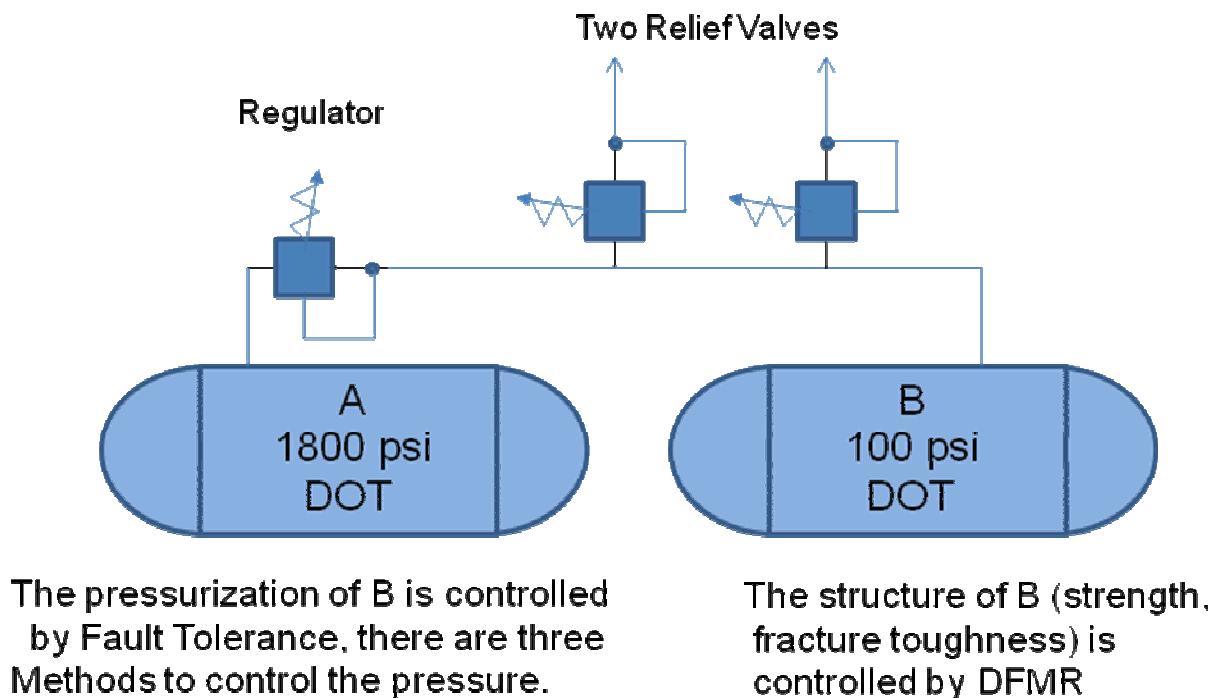 Two Relief Valves
Regulator
A
1800 psi
DOT
B
100 psi
DOT
The pressurization of B is controlled
by Fault Tolerance, there are three
Methods to control the pressure.
The structure of B (strength,
fracture toughness) is
controlled by DFMR